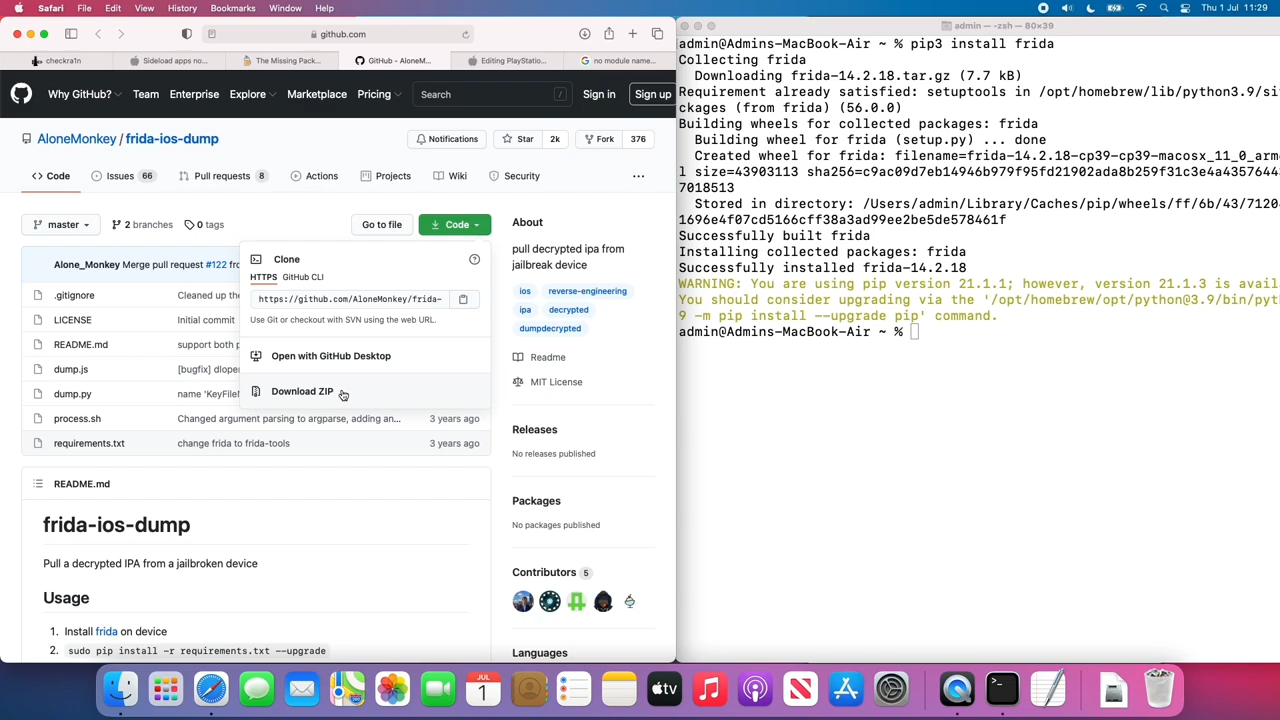 Safari File Edit View History Bookmarks Window Help Thu 1 Jul 11:29
github.com
checkra1n Sideload apps no... The Missing Pack... GitHub - AloneM... Editing PlayStatio... no module name...
Why GitHub? Team Enterprise Explore Marketplace Pricing Search / Sign in Sign up
AloneMonkey / frida-ios-dump Notifications Star 2k Fork 376
Code Issues 66 Pull requests 8 Actions Projects Wiki Security ...
master 2 branches 0 tags Go to file Code
Alone_Monkey Merge pull request #122 fro
.gitignore Cleaned up the
LICENSE Initial commit
README.md support both p
dump.js [bugfix] dlope
dump.py name 'KeyFileN
process.sh Changed argument parsing to argparse, adding an... 3 years ago
requirements.txt change frida to frida-tools 3 years ago
Clone
HTTPS GitHub CLI
https://github.com/AloneMonkey/frida-
Use Git or checkout with SVN using the web URL.
Open with GitHub Desktop
Download ZIP
README.md
frida-ios-dump
Pull a decrypted IPA from a jailbroken device
Usage
1. Install frida on device
2. sudo pip install -r requirements.txt --upgrade
About
pull decrypted ipa from
jailbreak device
ios reverse-engineering
ipa decrypted
dumpdecrypted
Readme
MIT License
Releases
No releases published
Packages
No packages published
Contributors 5
Languages
admin — -zsh — 80×39
admin@Admins-MacBook-Air ~ % pip3 install frida
Collecting frida
Downloading frida-14.2.18.tar.gz (7.7 kB)
Requirement already satisfied: setuptools in /opt/homebrew/lib/python3.9/si
ckages (from frida) (56.0.0)
Building wheels for collected packages: frida
Building wheel for frida (setup.py) ... done
Created wheel for frida: filename=frida-14.2.18-cp39-cp39-macosx_11_0_arm
l size=43903113 sha256=c9ac09d7eb14946b979f95fd21902ada8b259f31c3e4a4357644
7018513
Stored in directory: /Users/admin/Library/Caches/pip/wheels/ff/6b/43/7120
1696e4f07cd5166cff38a3ad99ee2be5de578461f
Successfully built frida
Installing collected packages: frida
Successfully installed frida-14.2.18
WARNING: You are using pip version 21.1.1; however, version 21.1.3 is avail
You should consider upgrading via the '/opt/homebrew/opt/python@3.9/bin/pyt
9 -m pip install --upgrade pip' command.
admin@Admins-MacBook-Air ~ %
JUL
1
tv